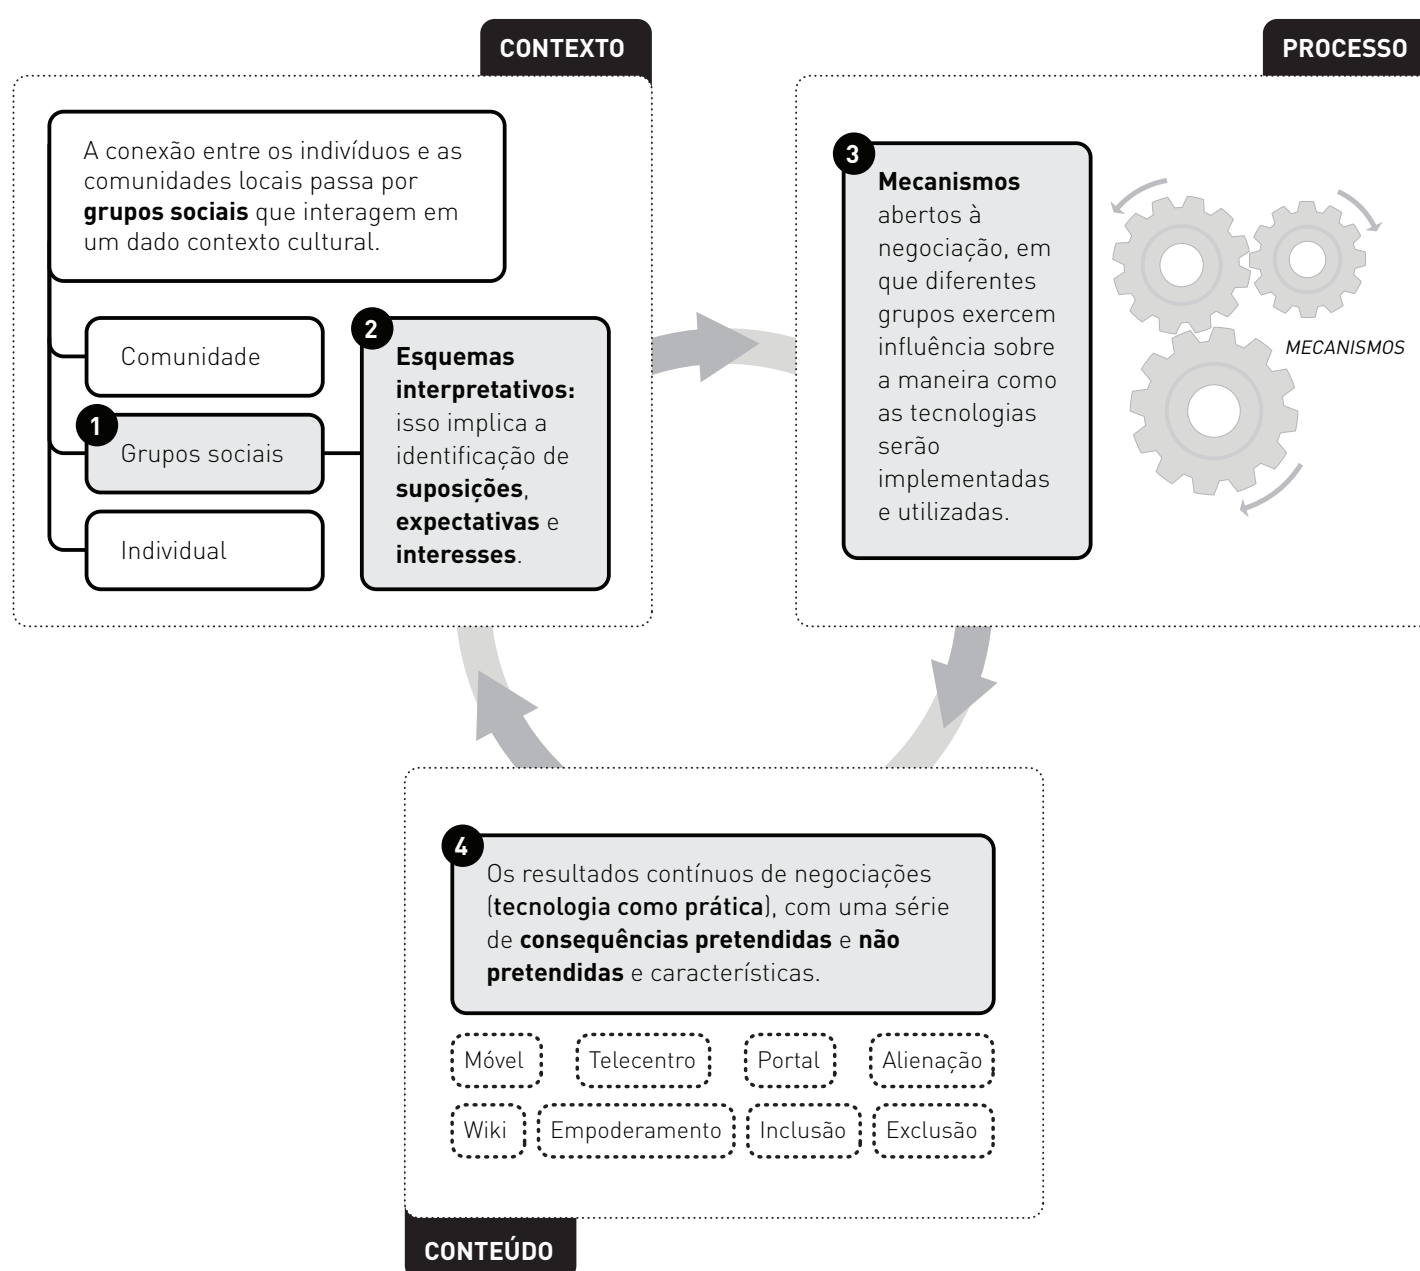 CONTEXTO
A conexão entre os indivíduos e as
comunidades locais passa por
grupos sociais que interagem em
um dado contexto cultural.
Comunidade
1
Grupos sociais
Individual
2
Esquemas
interpretativos:
isso implica a
identificação de
suposições,
expectativas e
interesses.
PROCESSO
3
Mecanismos
abertos à
negociação, em
que diferentes
grupos exercem
influência sobre
a maneira como
as tecnologias
serão
implementadas
e utilizadas.
MECANISMOS
4
Os resultados contínuos de negociações
(tecnologia como prática), com uma série
de consequências pretendidas e não
pretendidas e características.
Móvel
Telecentro
Portal
Alienação
Wiki
Empoderamento
Inclusão
Exclusão
CONTEÚDO